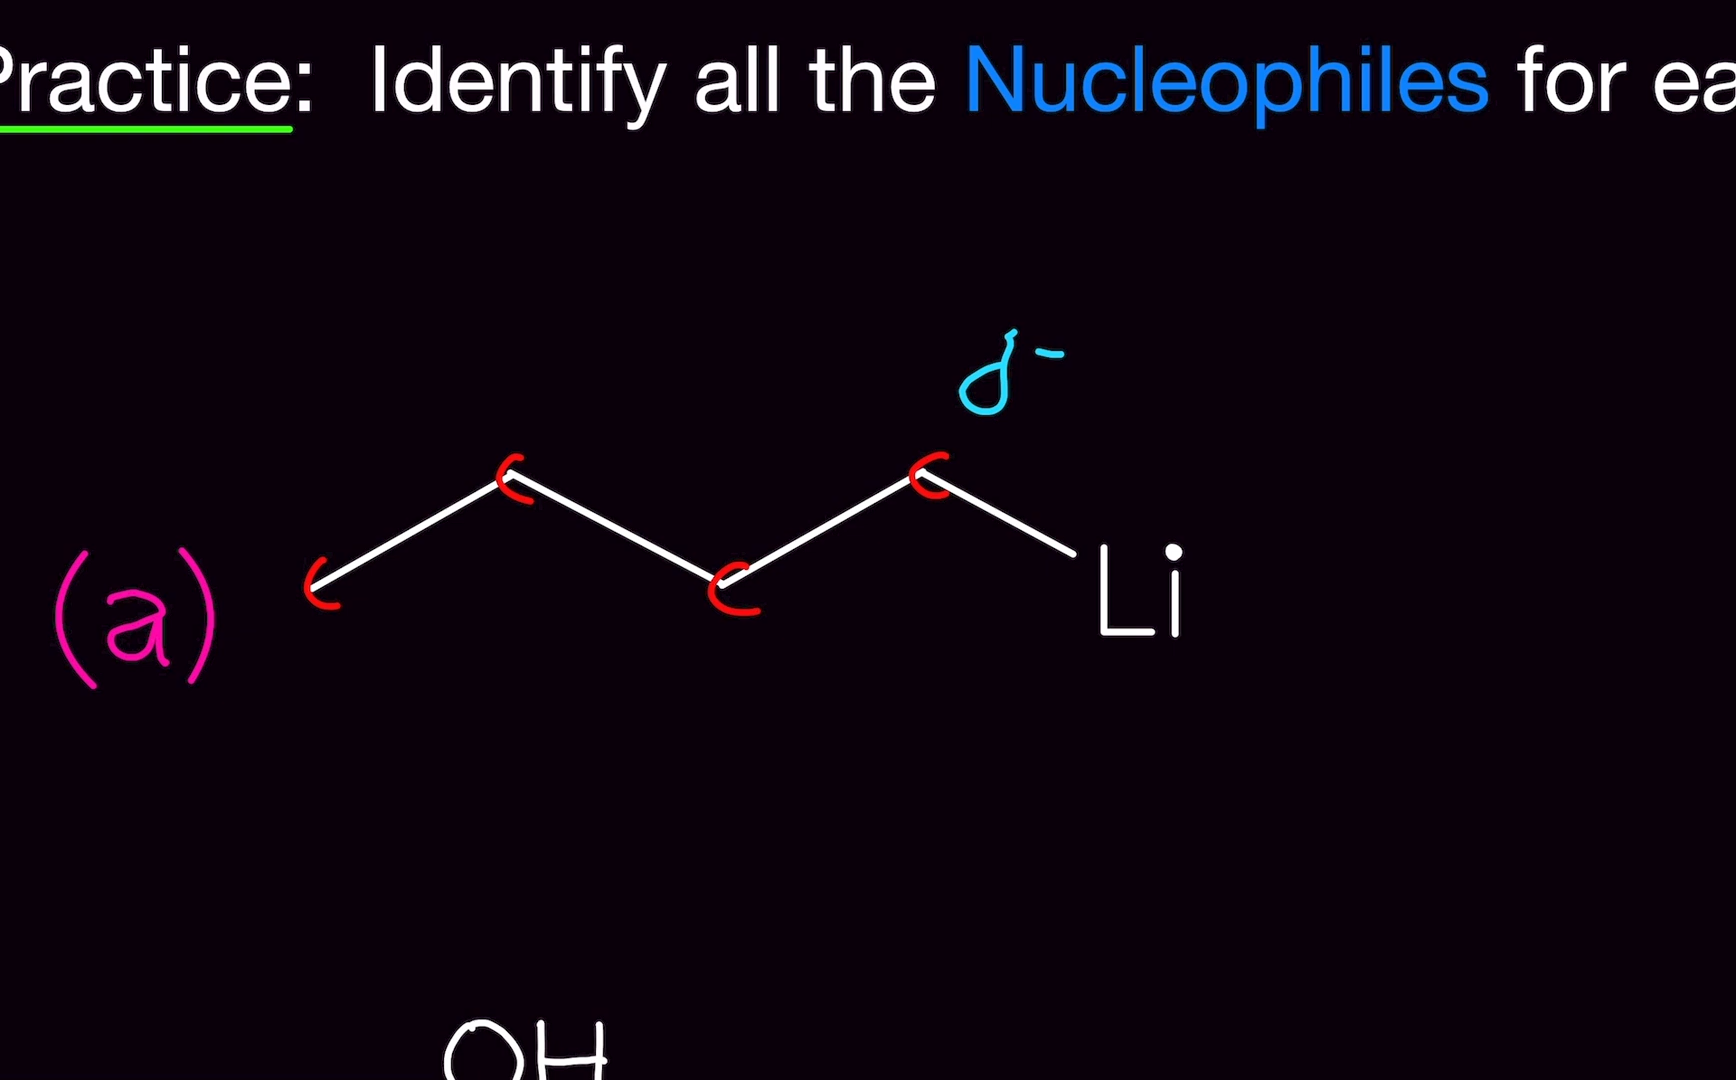 Practice: Identify all the Nucleophiles for ea
δ-
C C C C
Li
(a)
OH